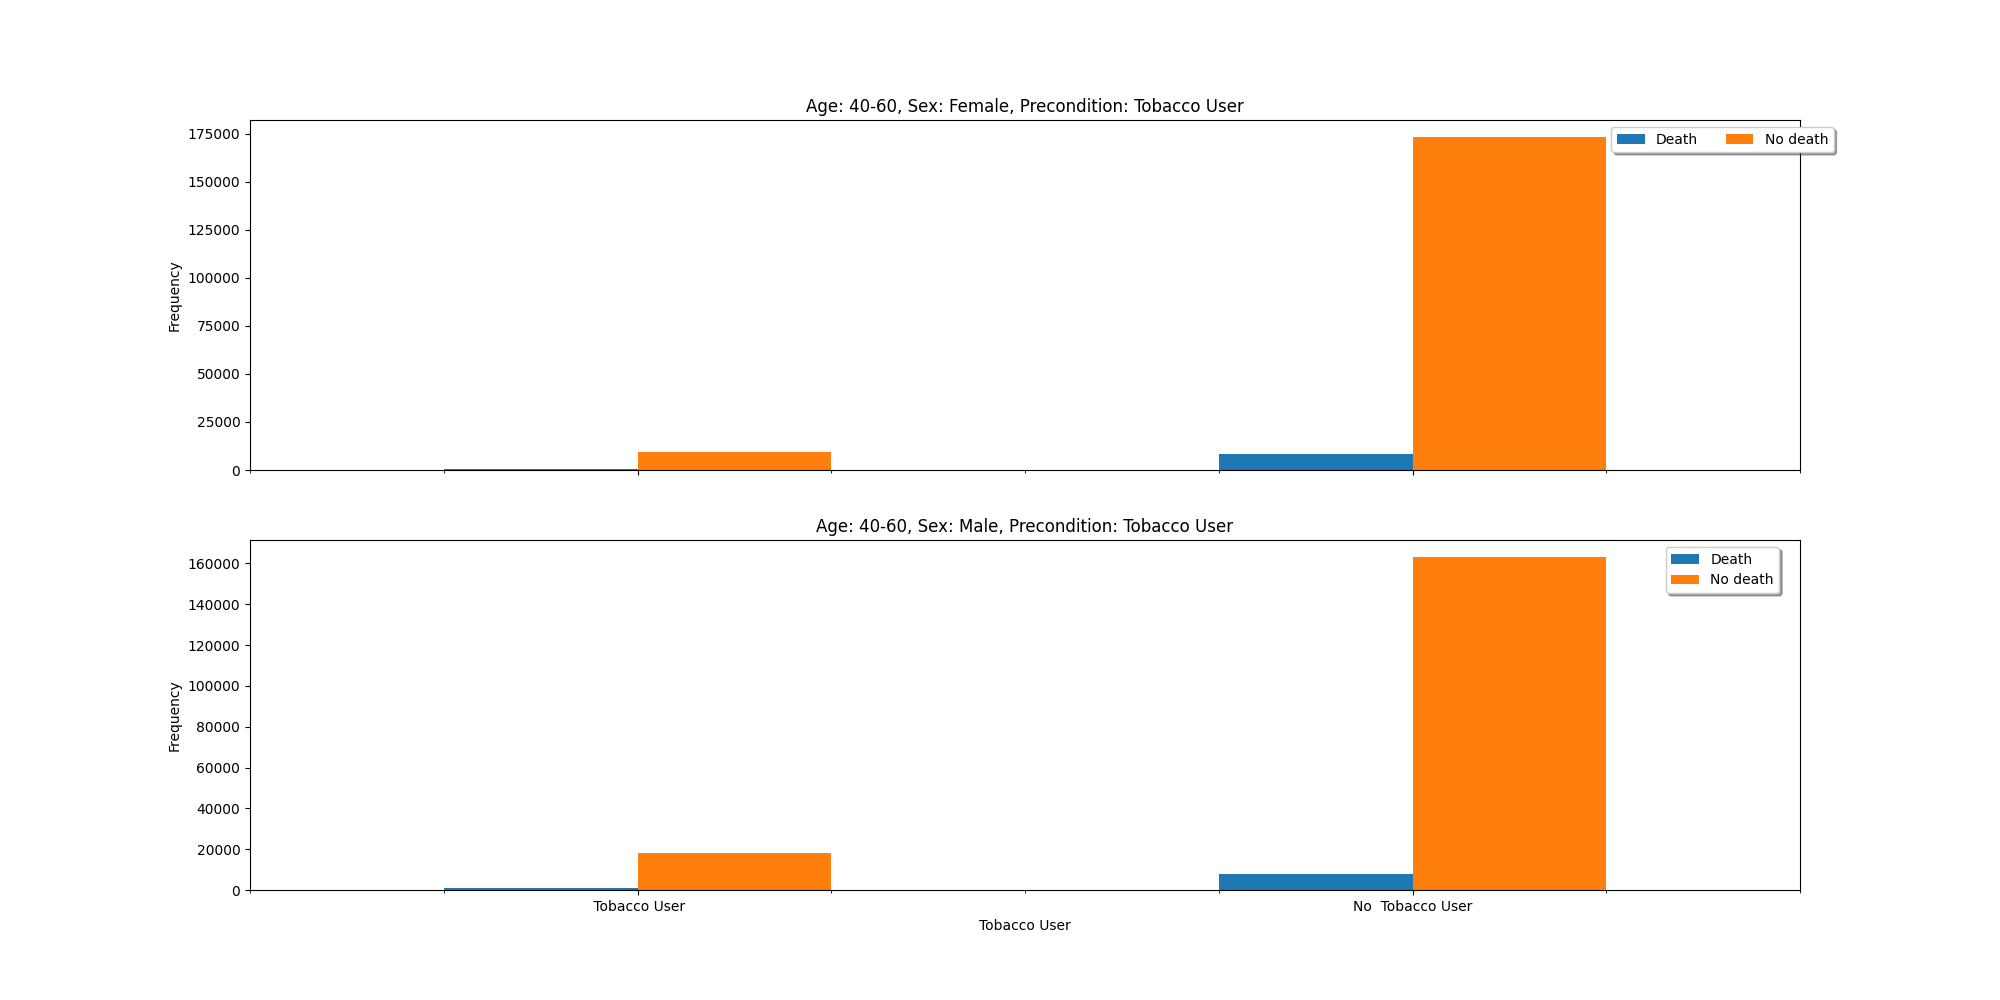 Age: 40-60, Sex: Female, Precondition: Tobacco User
175000
150000
125000
100000
75000
50000
25000
0
Frequency
Death No death
Age: 40-60, Sex: Male, Precondition: Tobacco User
160000
140000
120000
100000
80000
60000
40000
20000
0
Frequency
Death
No death
Tobacco User No  Tobacco User
Tobacco User